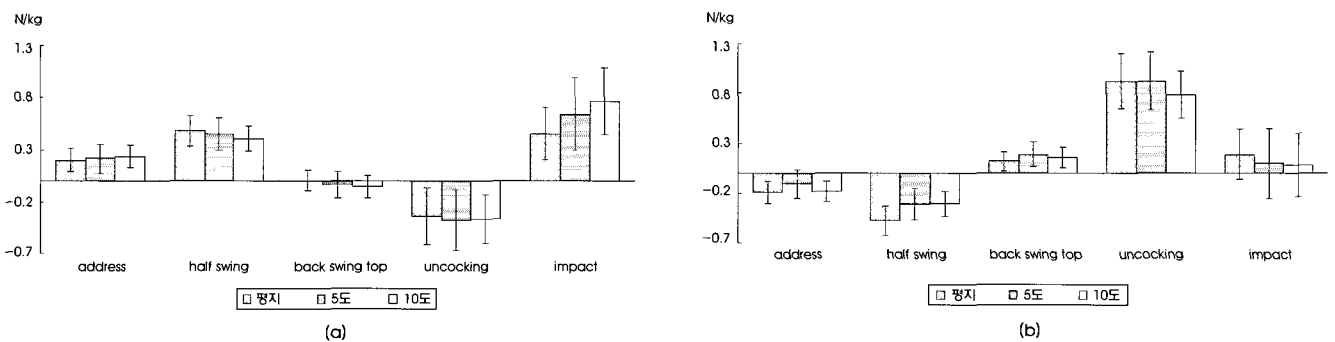 N/kg
1.3
0.8
0.3
−0.2
−0.7
address half swing back swing top uncocking impact
평지 5도 10도
(a)
N/kg
1.3
0.8
0.3
−0.2
−0.7
address half swing back swing top uncocking impact
평지 5도 10도
(b)